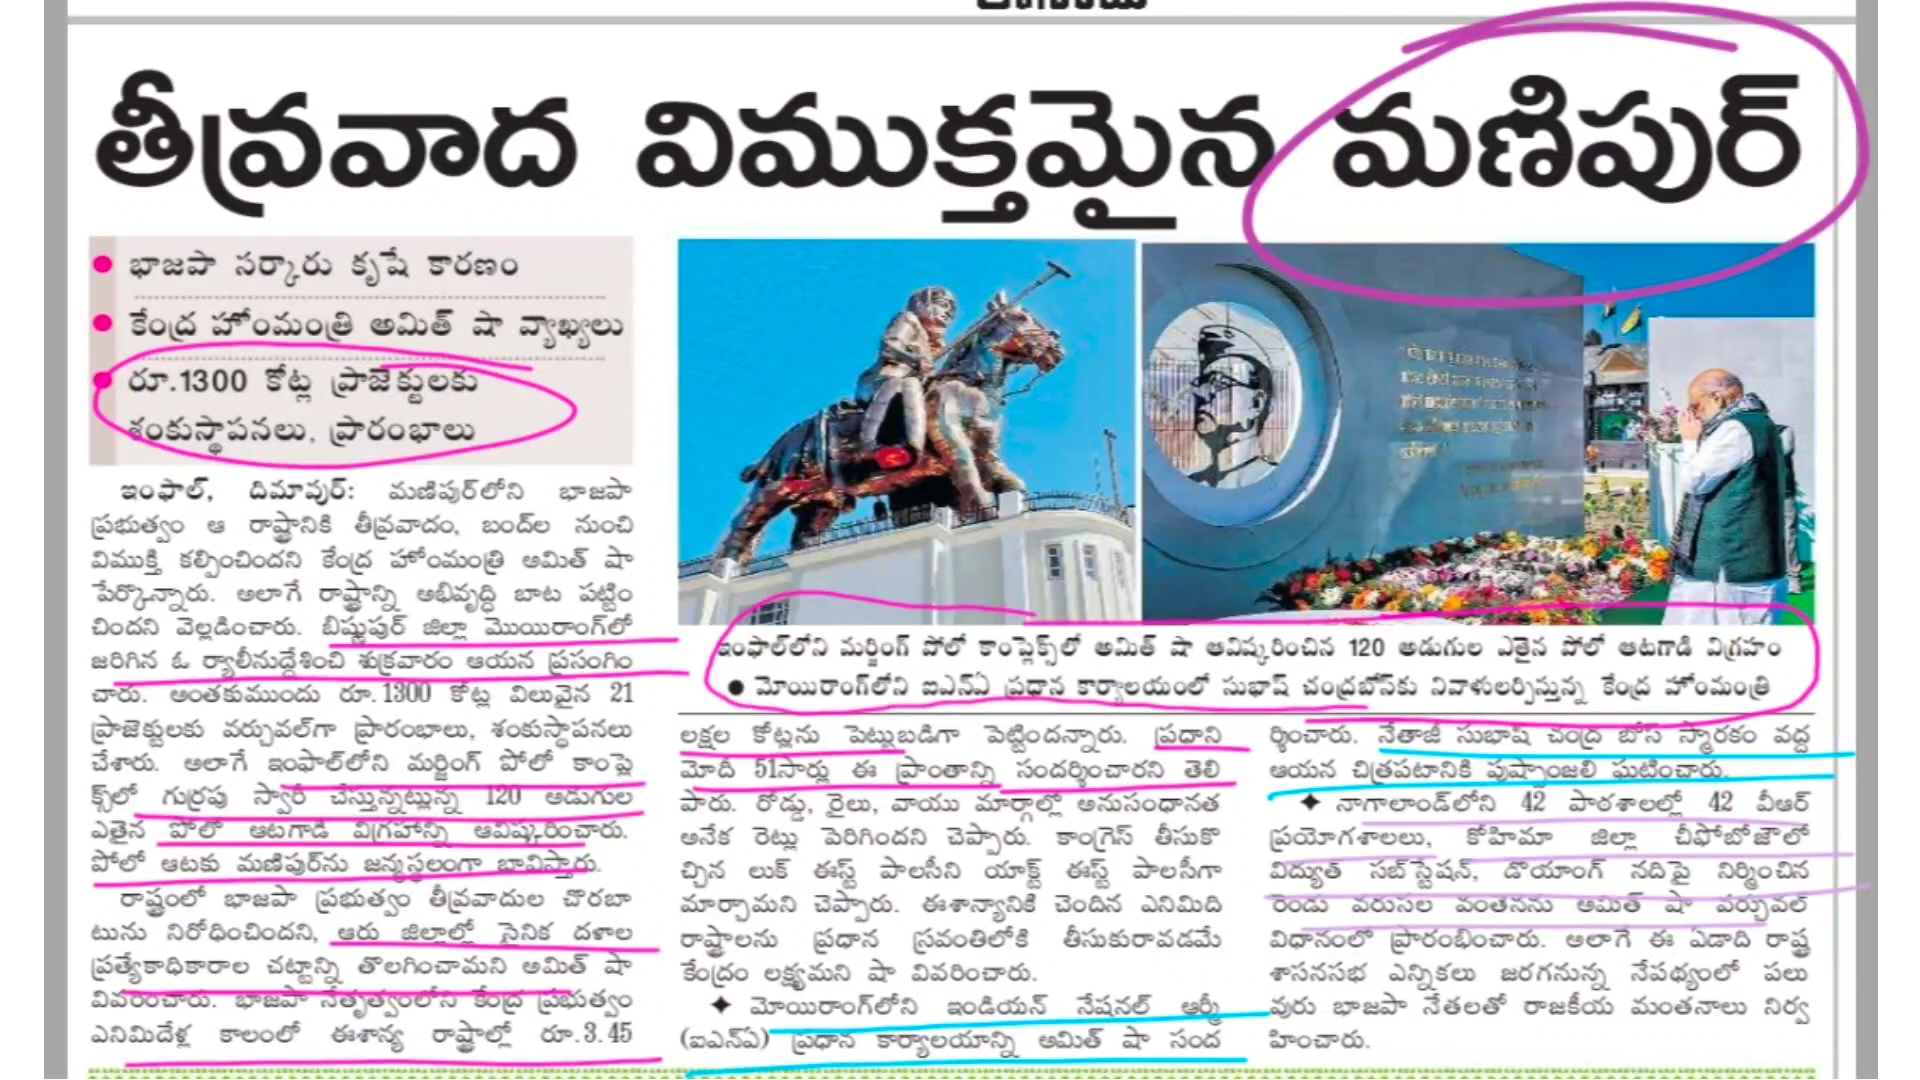 తీవ్రవాద విముక్తమైన మణిపుర్
● భాజపా సర్కారు కృషే కారణం
● కేంద్ర హోంమంత్రి అమిత్ షా వ్యాఖ్యలు
● రూ.1300 కోట్ల ప్రాజెక్టులకు
శంకుస్థాపనలు, ప్రారంభాలు
ఇంఫాల్, దిమాపుర్: మణిపుర్‌లోని భాజపా
ప్రభుత్వం ఆ రాష్ట్రానికి తీవ్రవాదం, బంద్‌ల నుంచి
విముక్తి కల్పించిందని కేంద్ర హోంమంత్రి అమిత్ షా
పేర్కొన్నారు. అలాగే రాష్ట్రాన్ని అభివృద్ధి బాట పట్టిం
చిందని వెల్లడించారు. బిష్ణుపుర్ జిల్లా మొయిరాంగ్‌లో
జరిగిన ఓ ర్యాలీనుద్దేశించి శుక్రవారం ఆయన ప్రసంగిం
చారు. అంతకుముందు రూ.1300 కోట్ల విలువైన 21
ప్రాజెక్టులకు వర్చువల్‌గా ప్రారంభాలు, శంకుస్థాపనలు
చేశారు. అలాగే ఇంఫాల్‌లోని మర్జింగ్ పోలో కాంప్లె
క్స్‌లో గుర్రపు స్వారీ చేస్తున్నట్లున్న 120 అడుగుల
ఎత్తైన పోలో ఆటగాడి విగ్రహాన్ని ఆవిష్కరించారు.
పోలో ఆటకు మణిపుర్‌ను జన్మస్థలంగా భావిస్తారు.
రాష్ట్రంలో భాజపా ప్రభుత్వం తీవ్రవాదుల చొరబా
టును నిరోధించిందని, ఆరు జిల్లాల్లో సైనిక దళాల
ప్రత్యేకాధికారాల చట్టాన్ని తొలగించామని అమిత్ షా
వివరించారు. భాజపా నేతృత్వంలోని కేంద్ర ప్రభుత్వం
ఎనిమిదేళ్ల కాలంలో ఈశాన్య రాష్ట్రాల్లో రూ.3.45
ఇంఫాల్‌లోని మర్జింగ్ పోలో కాంప్లెక్స్‌లో అమిత్ షా ఆవిష్కరించిన 120 అడుగుల ఎత్తైన పోలో ఆటగాడి విగ్రహం
● మోయిరాంగ్‌లోని ఐఎన్ఏ ప్రధాన కార్యాలయంలో సుభాష్ చంద్రబోస్‌కు నివాళులర్పిస్తున్న కేంద్ర హోంమంత్రి
లక్షల కోట్లను పెట్టుబడిగా పెట్టిందన్నారు. ప్రధాని
మోదీ 51సార్లు ఈ ప్రాంతాన్ని సందర్శించారని తెలి
పారు. రోడ్డు, రైలు, వాయు మార్గాల్లో అనుసంధానత
అనేక రెట్లు పెరిగిందని చెప్పారు. కాంగ్రెస్ తీసుకొ
చ్చిన లుక్ ఈస్ట్ పాలసీని యాక్ట్ ఈస్ట్ పాలసీగా
మార్చామని చెప్పారు. ఈశాన్యానికి చెందిన ఎనిమిది
రాష్ట్రాలను ప్రధాన స్రవంతిలోకి తీసుకురావడమే
కేంద్రం లక్ష్యమని షా వివరించారు.
✦ మోయిరాంగ్‌లోని ఇండియన్ నేషనల్ ఆర్మీ
(ఐఎన్ఏ) ప్రధాన కార్యాలయాన్ని అమిత్ షా సంద
ర్శించారు. నేతాజీ సుభాష్ చంద్ర బోస్ స్మారకం వద్ద
ఆయన చిత్రపటానికి పుష్పాంజలి ఘటించారు.
✦ నాగాలాండ్‌లోని 42 పాఠశాలల్లో 42 వీఆర్
ప్రయోగశాలలు, కోహిమా జిల్లా చీఫోబోజౌలో
విద్యుత్ సబ్‌స్టేషన్, డొయాంగ్ నదిపై నిర్మించిన
రెండు వరుసల వంతెనను అమిత్ షా వర్చువల్
విధానంలో ప్రారంభించారు. అలాగే ఈ ఏడాది రాష్ట్ర
శాసనసభ ఎన్నికలు జరగనున్న నేపథ్యంలో పలు
వురు భాజపా నేతలతో రాజకీయ మంతనాలు నిర్వ
హించారు.